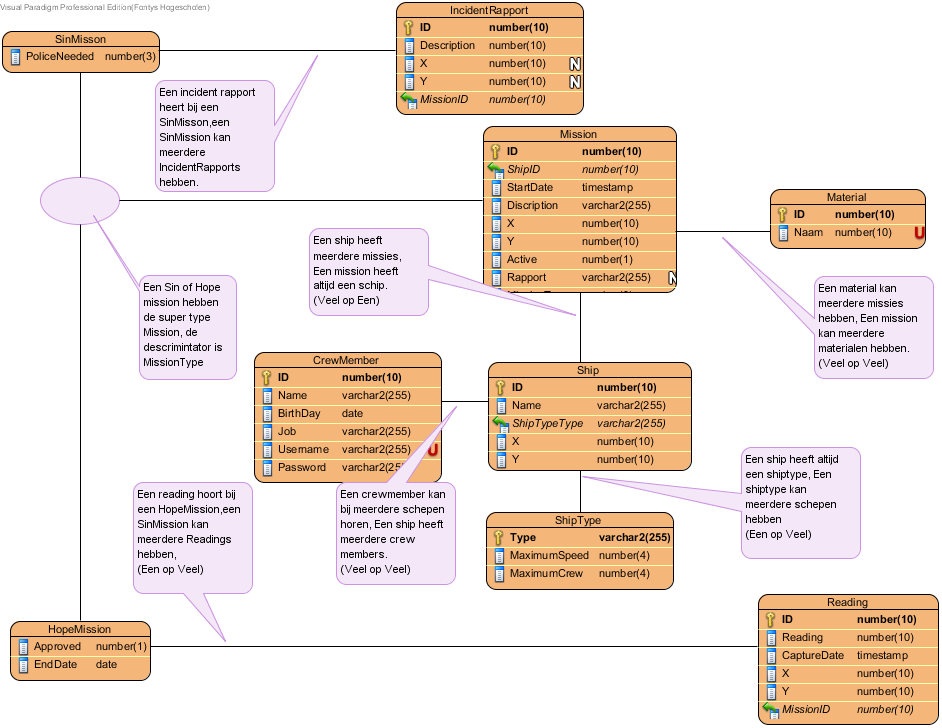 Visual Paradigm Professional Edition(Fontys Hogescholen)
IncidentRapport
ID number(10)
Description number(10)
X number(10) N
Y number(10) N
MissionID number(10)
SinMisson
PoliceNeeded number(3)
Een incident rapport
heert bij een
SinMisson,een
SinMission kan
meerdere
IncidentRapports
hebben.
Mission
ID number(10)
ShipID number(10)
StartDate timestamp
Discription varchar2(255)
X number(10)
Y number(10)
Active number(1)
Rapport varchar2(255) N
Material
ID number(10)
Naam number(10) U
Een ship heeft
meerdere missies,
Een mission heeft
altijd een schip.
(Veel op Een)
Een Sin of Hope
mission hebben
de super type
Mission, de
descrimintator is
MissionType
Een material kan
meerdere missies
hebben, Een mission
kan meerdere
materialen hebben.
(Veel op Veel)
CrewMember
ID number(10)
Name varchar2(255)
BirthDay date
Job varchar2(255)
Username varchar2(255) U
Password varchar2(255)
Ship
ID number(10)
Name varchar2(255)
ShipTypeType varchar2(255)
X number(10)
Y number(10)
Een ship heeft altijd
een shiptype, Een
shiptype kan
meerdere schepen
hebben
(Een op Veel)
Een reading hoort bij
een HopeMission,een
SinMission kan
meerdere Readings
hebben,
(Een op Veel)
Een crewmember kan
bij meerdere schepen
horen, Een ship heeft
meerdere crew
members.
(Veel op Veel)
ShipType
Type varchar2(255)
MaximumSpeed number(4)
MaximumCrew number(4)
HopeMission
Approved number(1)
EndDate date
Reading
ID number(10)
Reading number(10)
CaptureDate timestamp
X number(10)
Y number(10)
MissionID number(10)